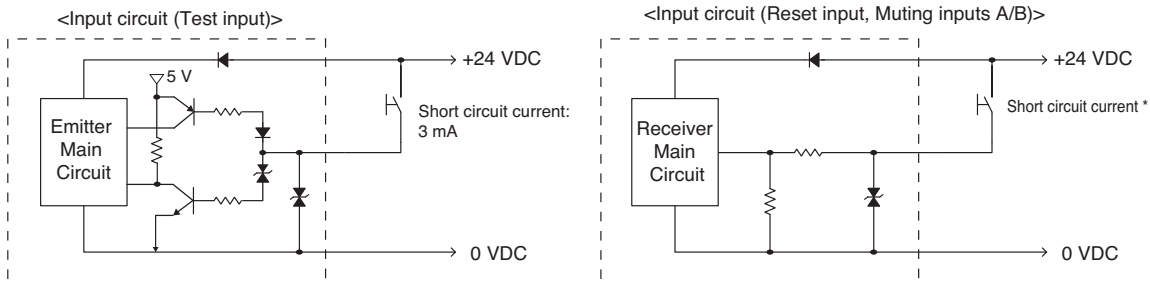 <Input circuit (Test input)>
+24 VDC
5 V
Emitter
Main
Circuit
Short circuit current:
3 mA
0 VDC
<Input circuit (Reset input, Muting inputs A/B)>
+24 VDC
Receiver
Main
Circuit
Short circuit current *
0 VDC